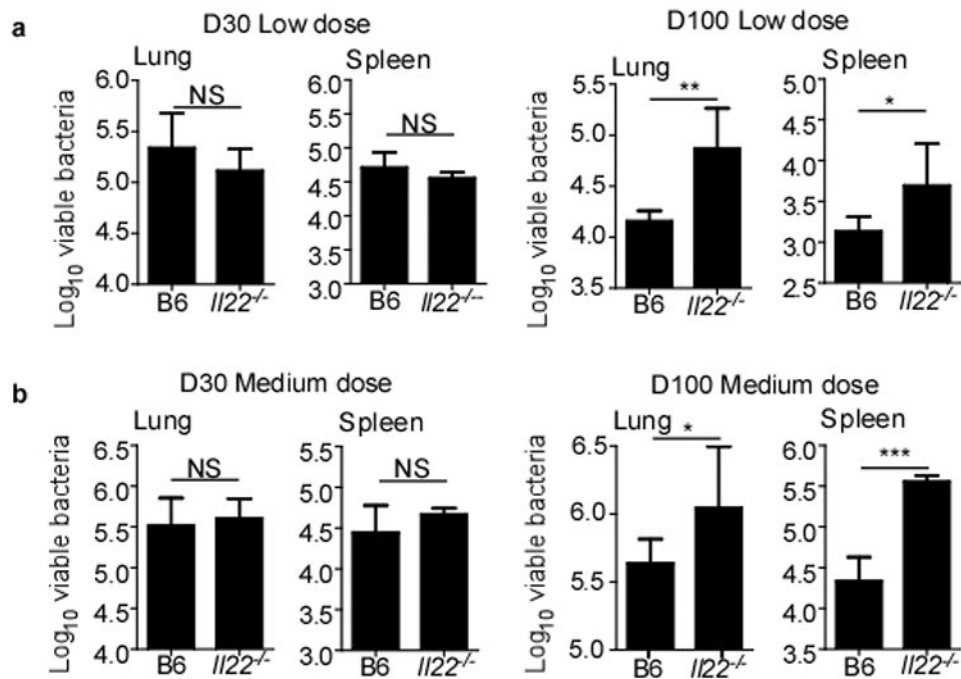 a
D30 Low dose
D100 Low dose
Lung
Spleen
Lung
Spleen
Log10 viable bacteria
6.0
5.5
5.0
4.5
4.0
NS
B6
Il22-/-
6.0
5.5
5.0
4.5
4.0
3.5
3.0
NS
B6
Il22-/--
Log10 viable bacteria
5.5
5.0
4.5
4.0
3.5
**
B6
Il22-/-
5.0
4.5
4.0
3.5
3.0
2.5
*
B6
Il22-/-
b
D30 Medium dose
D100 Medium dose
Lung
Spleen
Lung
Spleen
Log10 viable bacteria
6.5
6.0
5.5
5.0
4.5
4.0
NS
B6
Il22-/-
5.5
5.0
4.5
4.0
3.5
3.0
NS
B6
Il22-/-
Log10 viable bacteria
6.5
6.0
5.5
5.0
*
B6
Il22-/-
6.0
5.5
5.0
4.5
4.0
3.5
***
B6
Il22-/-